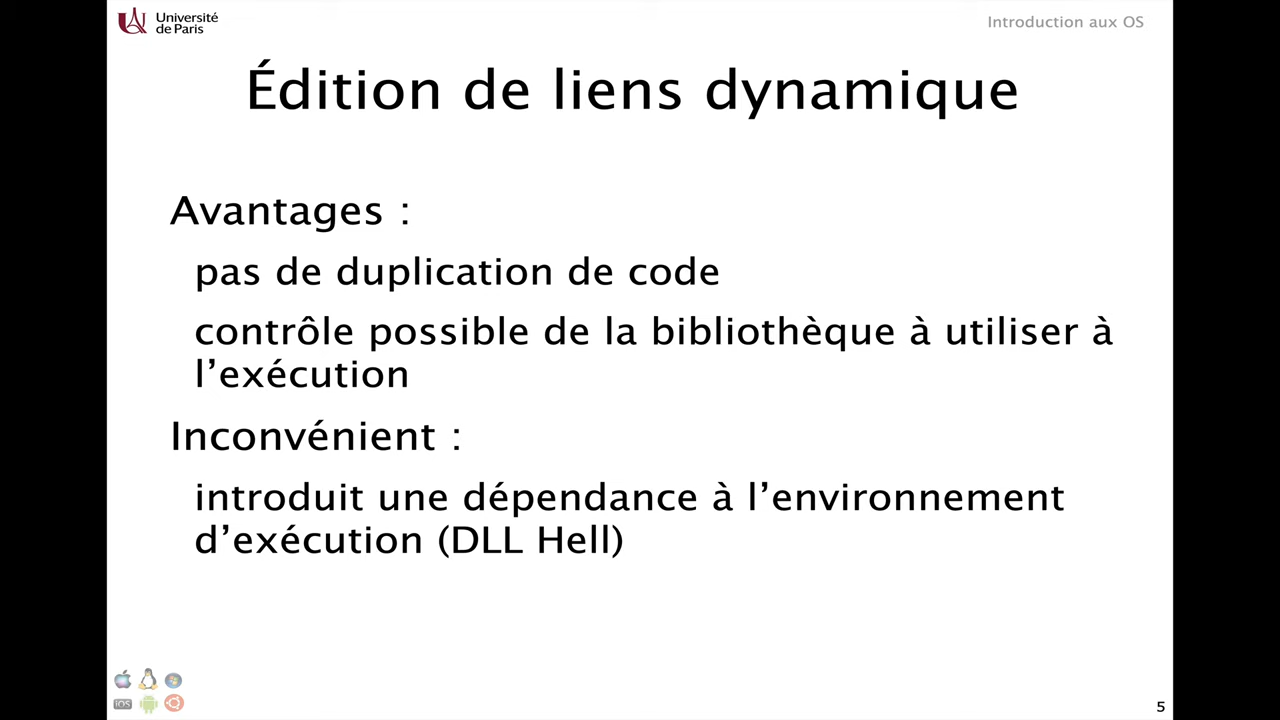 Université
de Paris
Introduction aux OS
Édition de liens dynamique
Avantages :
pas de duplication de code
contrôle possible de la bibliothèque à utiliser à
l’exécution
Inconvénient :
introduit une dépendance à l’environnement
d’exécution (DLL Hell)
iOS
5